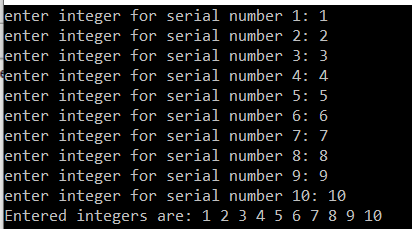 enter integer for serial number 1: 1
enter integer for serial number 2: 2
enter integer for serial number 3: 3
enter integer for serial number 4: 4
enter integer for serial number 5: 5
enter integer for serial number 6: 6
enter integer for serial number 7: 7
enter integer for serial number 8: 8
enter integer for serial number 9: 9
enter integer for serial number 10: 10
Entered integers are: 1 2 3 4 5 6 7 8 9 10